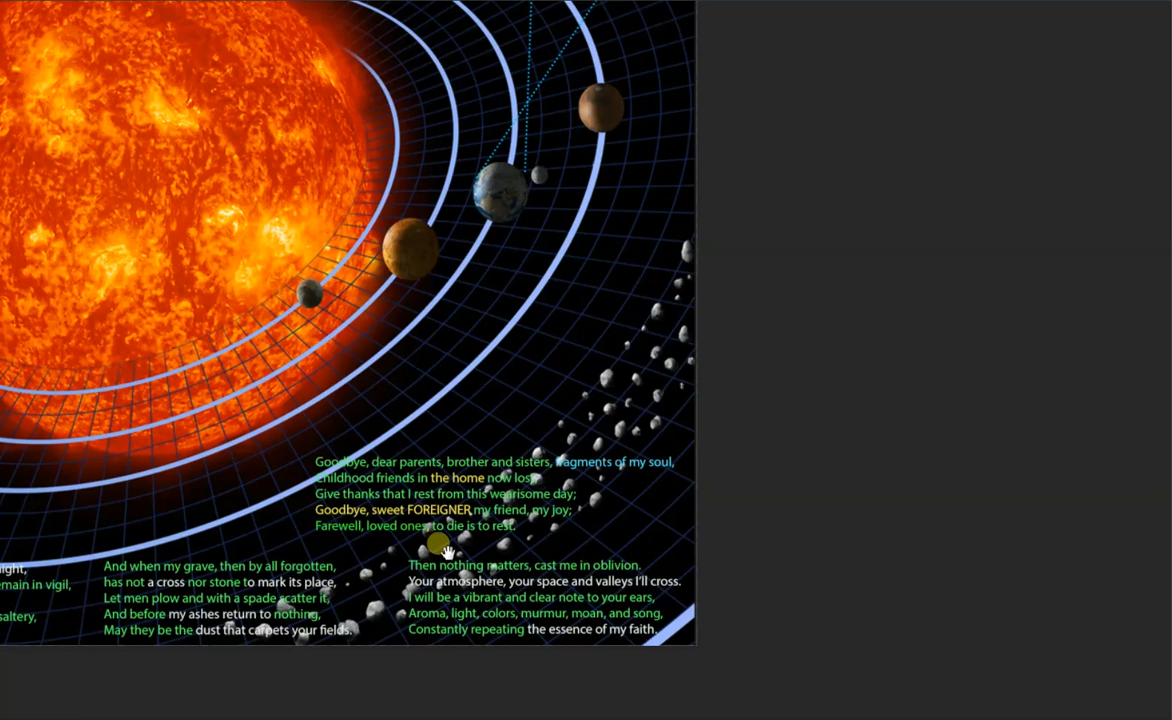 Goodbye, dear parents, brother and sisters, fragments of my soul,
Childhood friends in the home now lost,
Give thanks that I rest from this wearisome day;
Goodbye, sweet FOREIGNER, my friend, my joy;
Farewell, loved ones, to die is to rest.
emain in vigil,
saltery,
And when my grave, then by all forgotten,
has not a cross nor stone to mark its place,
Let men plow and with a spade scatter it,
And before my ashes return to nothing,
May they be the dust that carpets your fields.
Then nothing matters, cast me in oblivion.
Your atmosphere, your space and valleys I'll cross.
I will be a vibrant and clear note to your ears,
Aroma, light, colors, murmur, moan, and song,
Constantly repeating the essence of my faith.